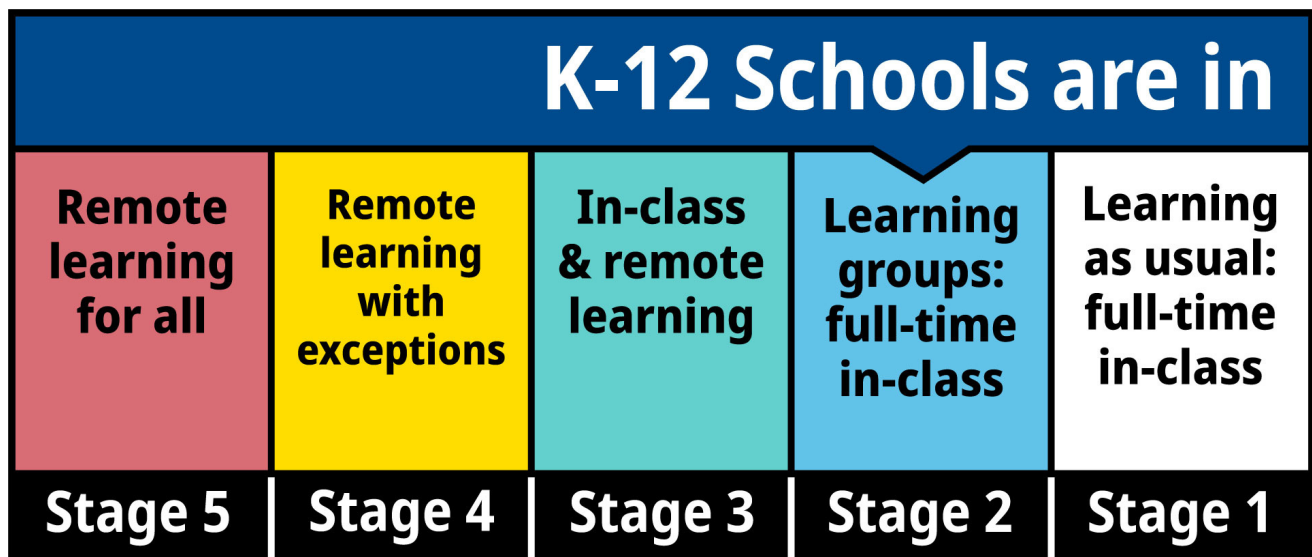 K-12 Schools are in
Remote
learning
for all
Remote
learning
with
exceptions
In-class
& remote
learning
Learning
groups:
full-time
in-class
Learning
as usual:
full-time
in-class
Stage 5
Stage 4
Stage 3
Stage 2
Stage 1